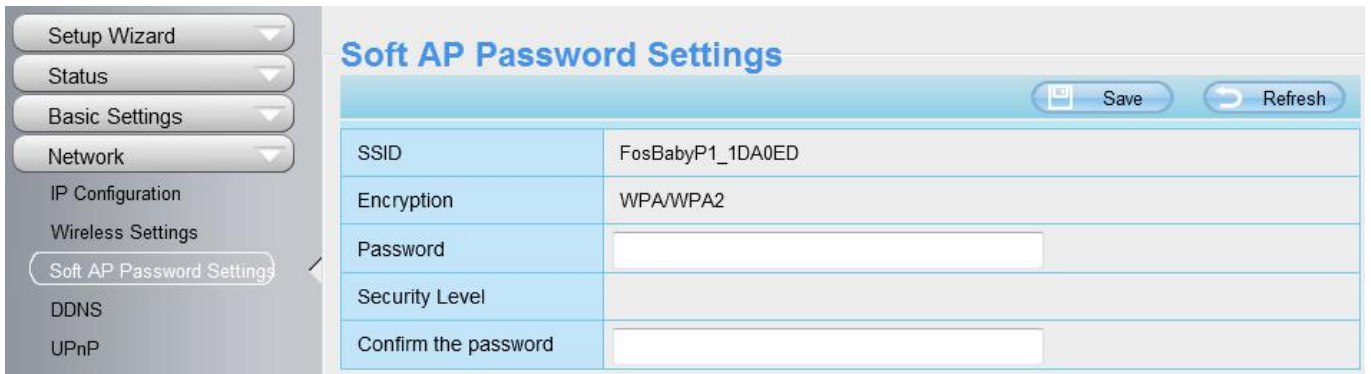 Setup Wizard
Status
Basic Settings
Network
IP Configuration
Wireless Settings
Soft AP Password Settings
DDNS
UPnP
Soft AP Password Settings
Save Refresh
SSID FosBabyP1_1DA0ED
Encryption WPA/WPA2
Password
Security Level
Confirm the password